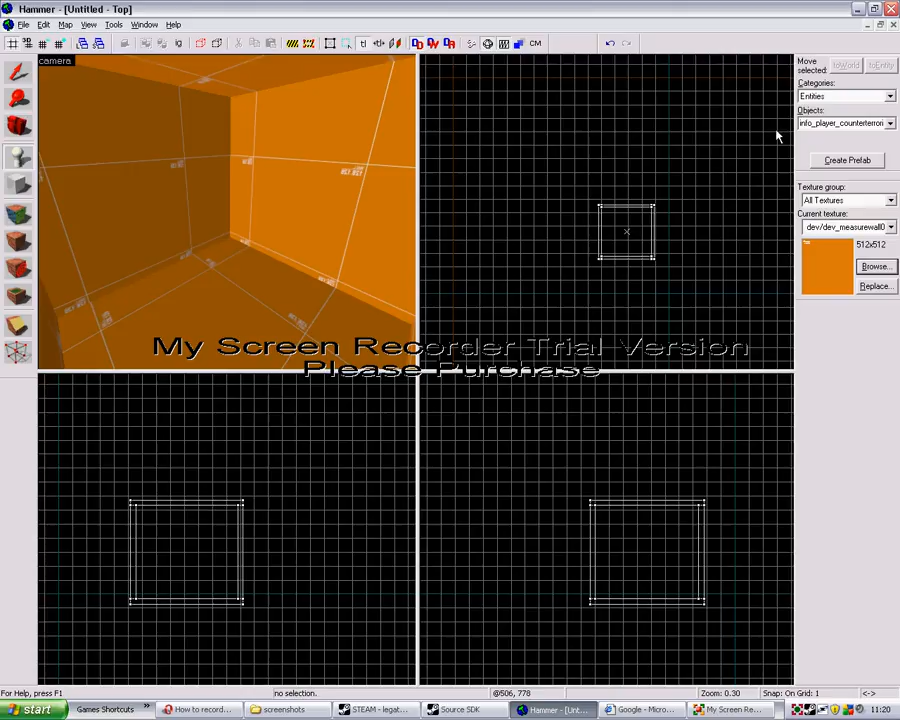 Hammer - [Untitled - Top]
File Edit Map View Tools Window Help
camera
Move selected: toWorld toEntity
Categories:
Entities
Objects:
info_player_counterterrori
Create Prefab
Texture group:
All Textures
Current texture:
dev/dev_measurewall0
512x512
Browse...
Replace...
My Screen Recorder Trial Version
Please Purchase
For Help, press F1 no selection. @506, 778 Zoom: 0.30 Snap: On Grid: 1 <->
start Games Shortcuts » How to record... screenshots STEAM - legat... Source SDK Hammer - [Unt... Google - Micro... My Screen Re... 11:20